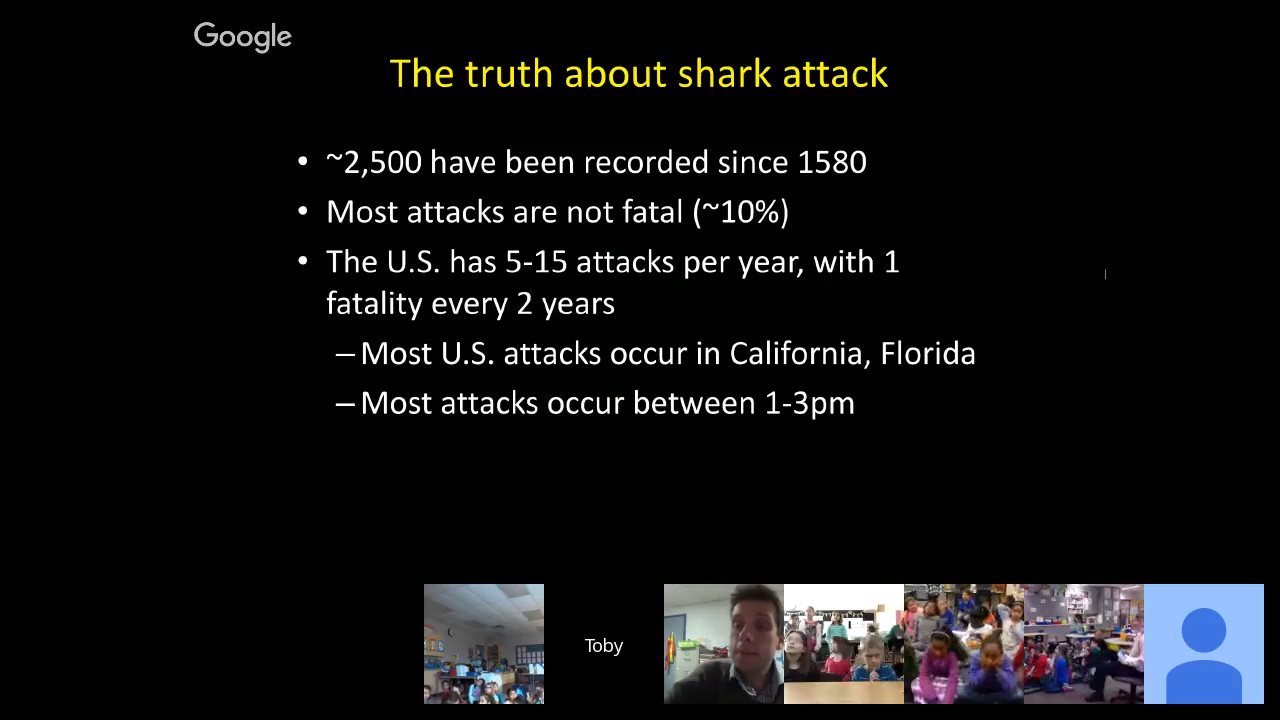 Google
The truth about shark attack
• ~2,500 have been recorded since 1580
• Most attacks are not fatal (~10%)
• The U.S. has 5-15 attacks per year, with 1
fatality every 2 years
– Most U.S. attacks occur in California, Florida
– Most attacks occur between 1-3pm
Toby